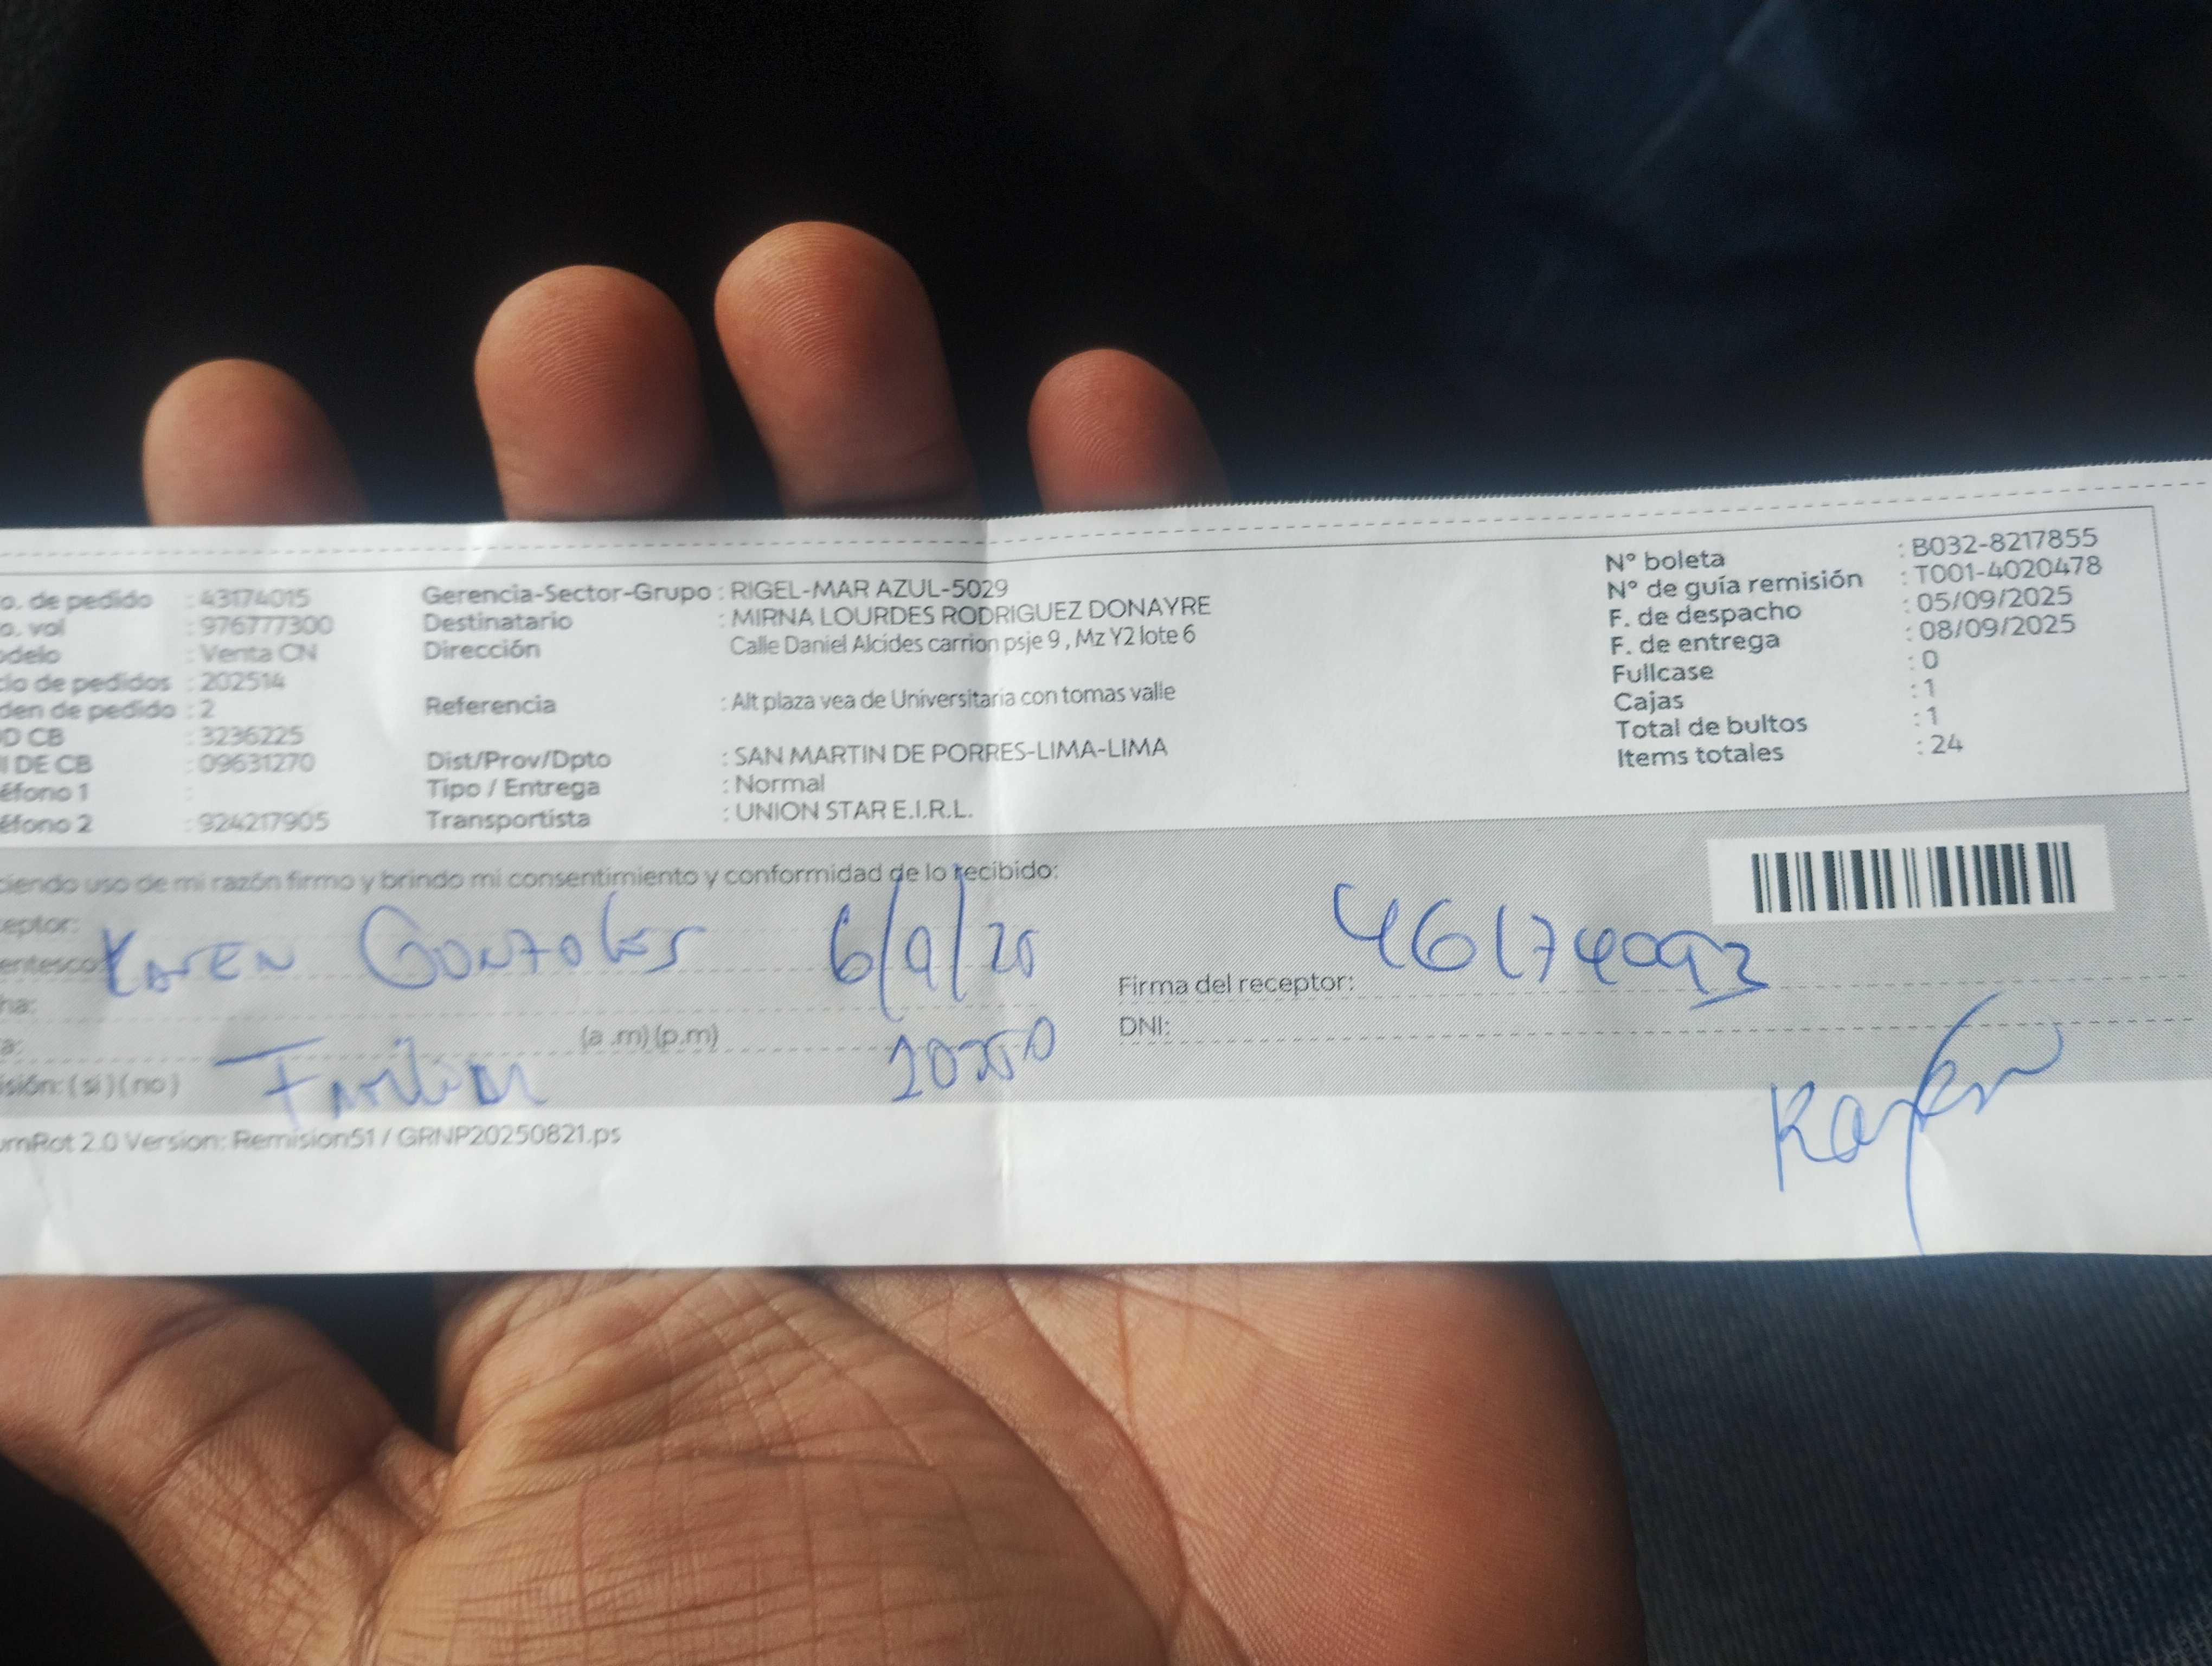 o. de pedido : 43174015
o. vol : 976777300
odelo : Venta CN
clo de pedidos : 202514
den de pedido : 2
D CB : 3236225
I DE CB : 09631270
éfono 1 :
éfono 2 : 924217905
Gerencia-Sector-Grupo : RIGEL-MAR AZUL-5029
Destinatario : MIRNA LOURDES RODRIGUEZ DONAYRE
Dirección Calle Daniel Alcides carrion psje 9 , Mz Y2 lote 6
Referencia : Alt plaza vea de Universitaria con tomas valle
Dist/Prov/Dpto : SAN MARTIN DE PORRES-LIMA-LIMA
Tipo / Entrega : Normal
Transportista : UNION STAR E.I.R.L.
N° boleta : B032-8217855
N° de guía remisión : T001-4020478
F. de despacho : 05/09/2025
F. de entrega : 08/09/2025
Fullcase : 0
Cajas : 1
Total de bultos : 1
Items totales : 24
ciendo uso de mi razón firmo y brindo mi consentimiento y conformidad de lo recibido:
ceptor:
entesco KAREN GONZALES 6/9/25 46174093
ha: Firma del receptor:
a: (a .m) (p.m) DNI:
isión: ( si ) ( no ) Familiar
Karen
omRot 2.0 Version: Remision51 / GRNP20250821.ps